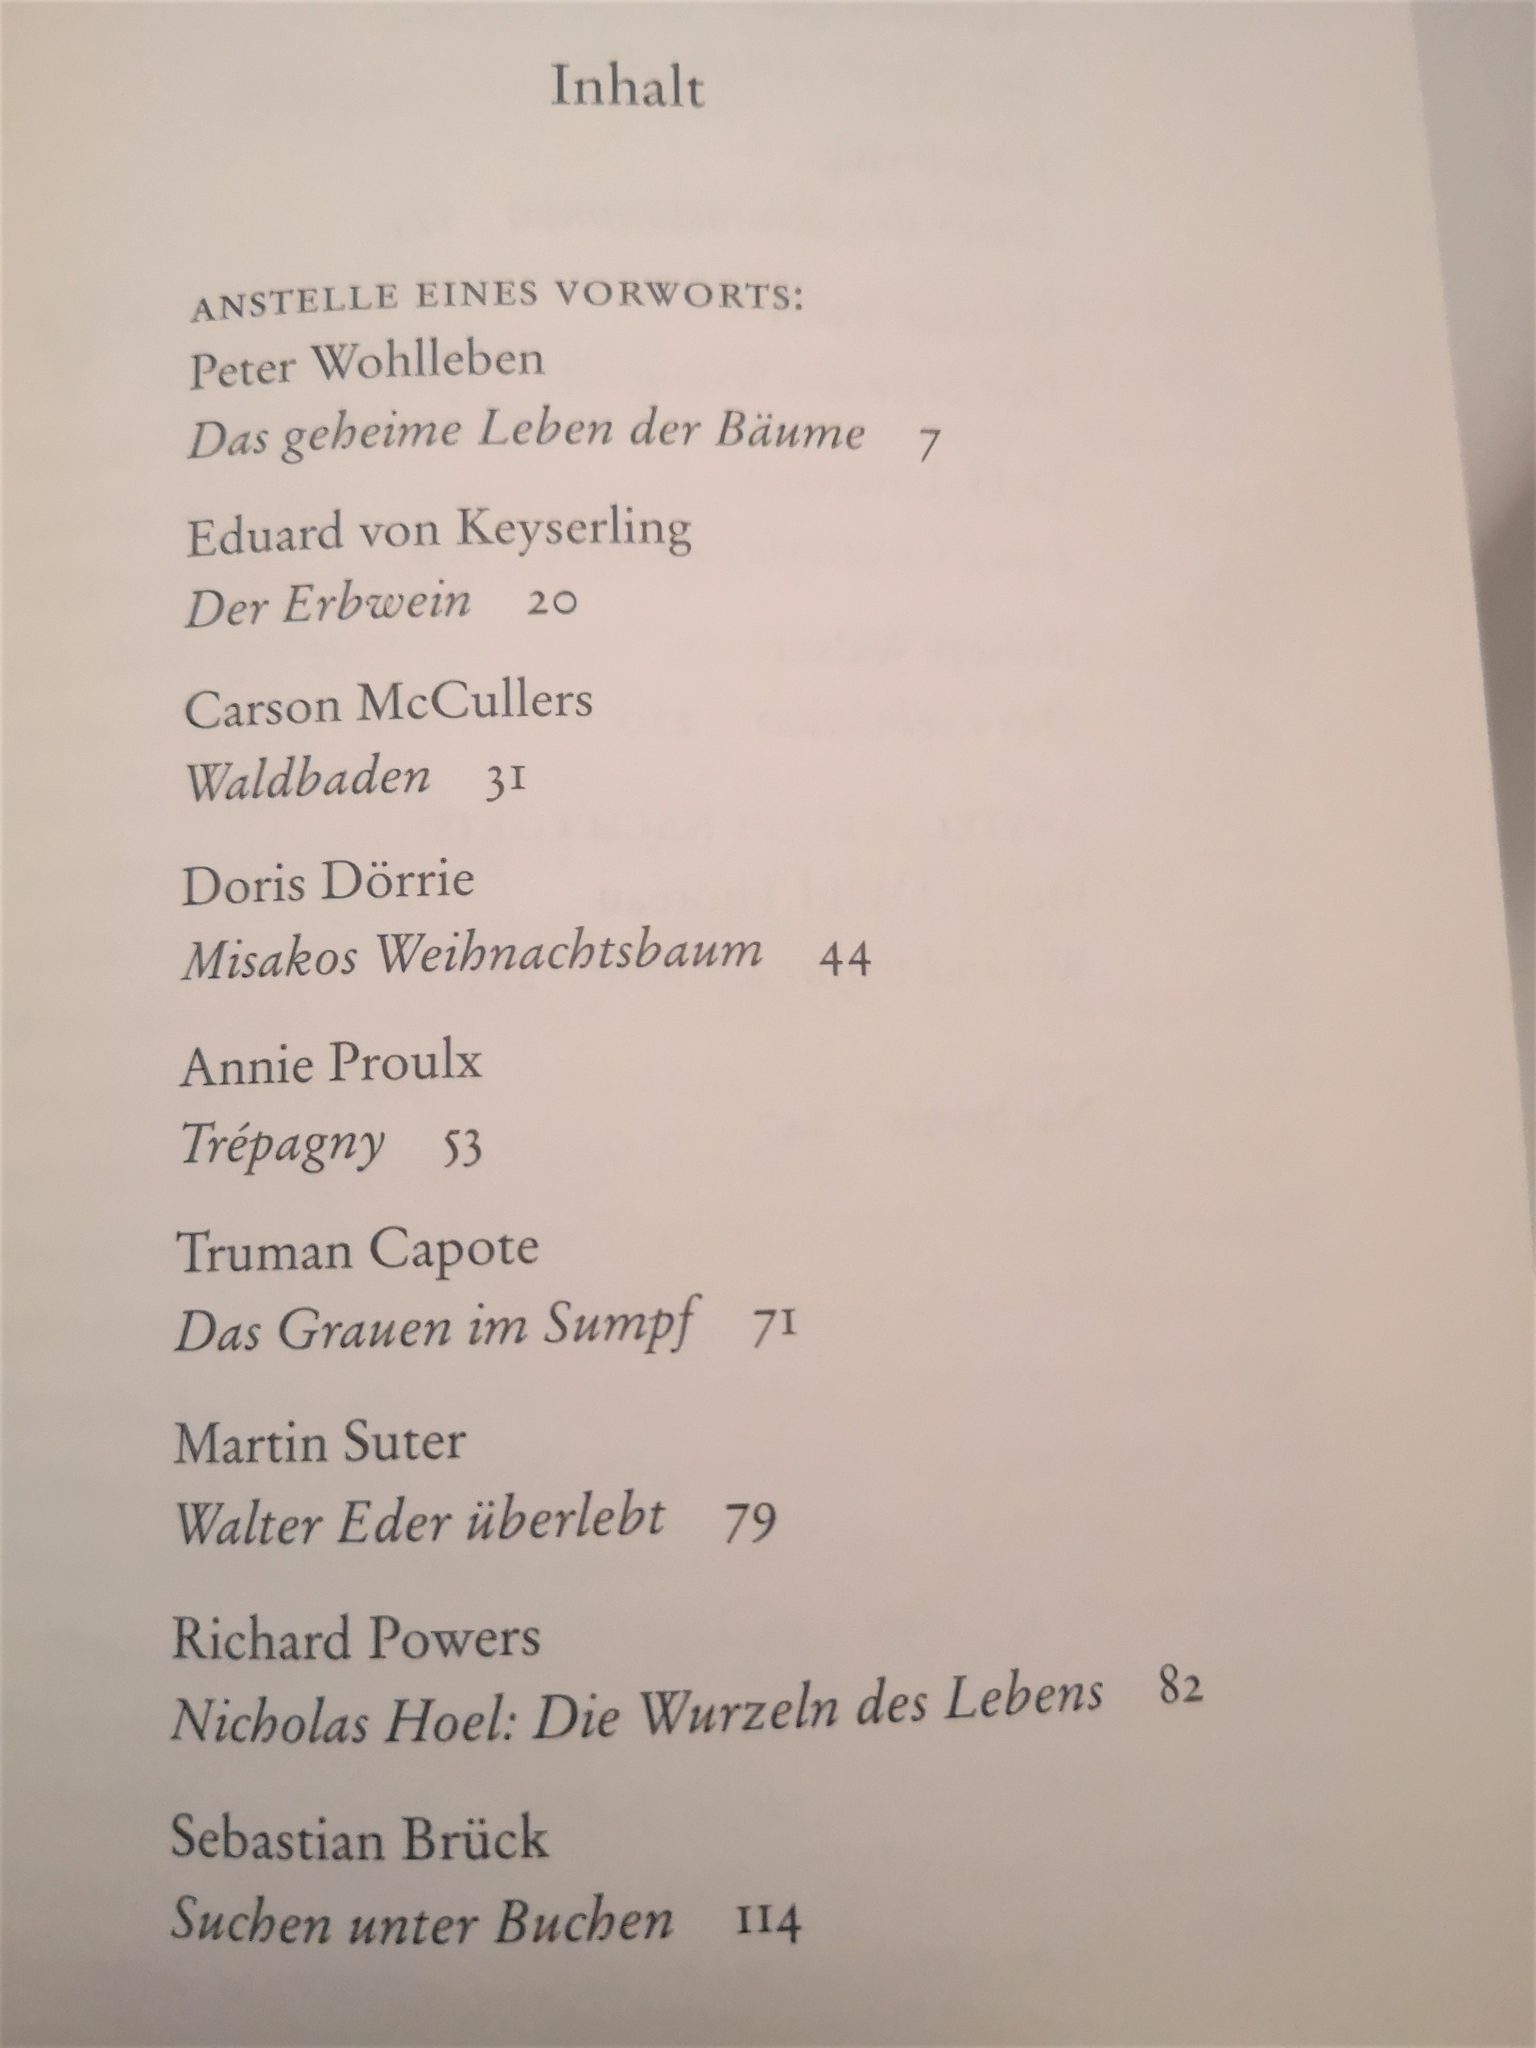 Inhalt
ANSTELLE EINES VORWORTS:
Peter Wohlleben
Das geheime Leben der Bäume 7
Eduard von Keyserling
Der Erbwein 20
Carson McCullers
Waldbaden 31
Doris Dörrie
Misakos Weihnachtsbaum 44
Annie Proulx
Trépagny 53
Truman Capote
Das Grauen im Sumpf 71
Martin Suter
Walter Eder überlebt 79
Richard Powers
Nicholas Hoel: Die Wurzeln des Lebens 82
Sebastian Brück
Suchen unter Buchen 114